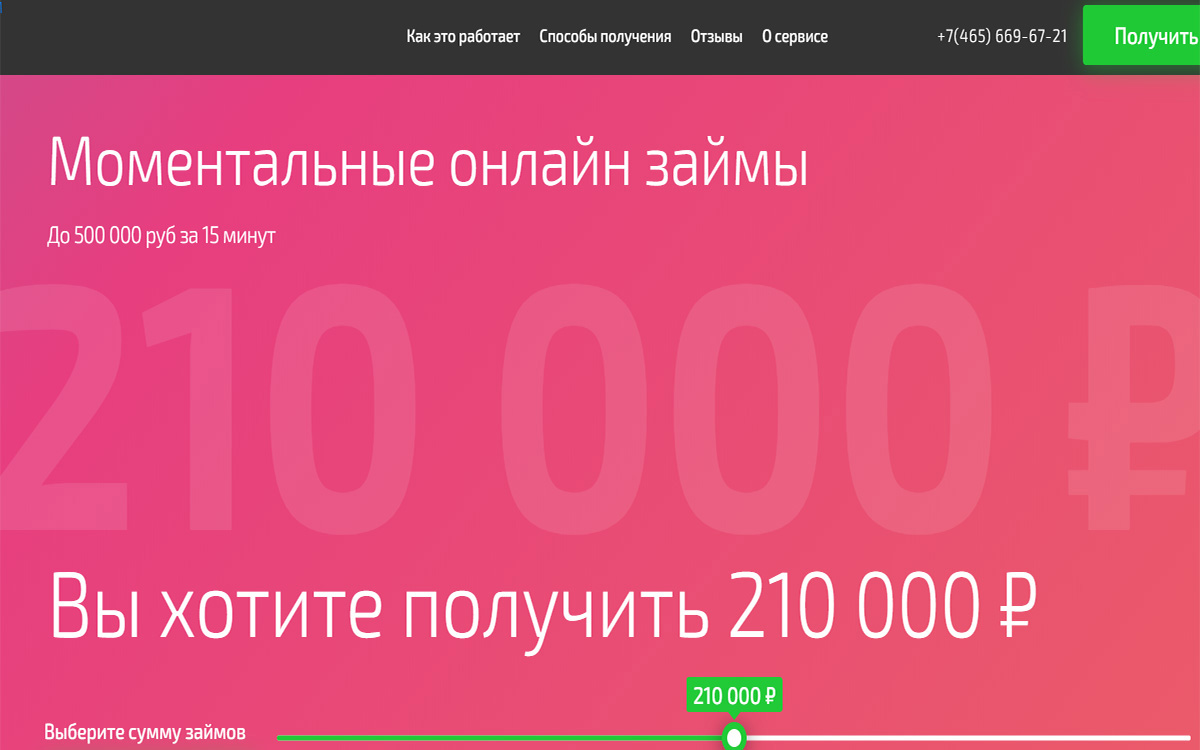 Как это работает Способы получения Отзывы О сервисе +7(465) 669-67-21 Получить
Моментальные онлайн займы
До 500 000 руб за 15 минут
210 000 ₽
Вы хотите получить 210 000 ₽
210 000 ₽
Выберите сумму займов